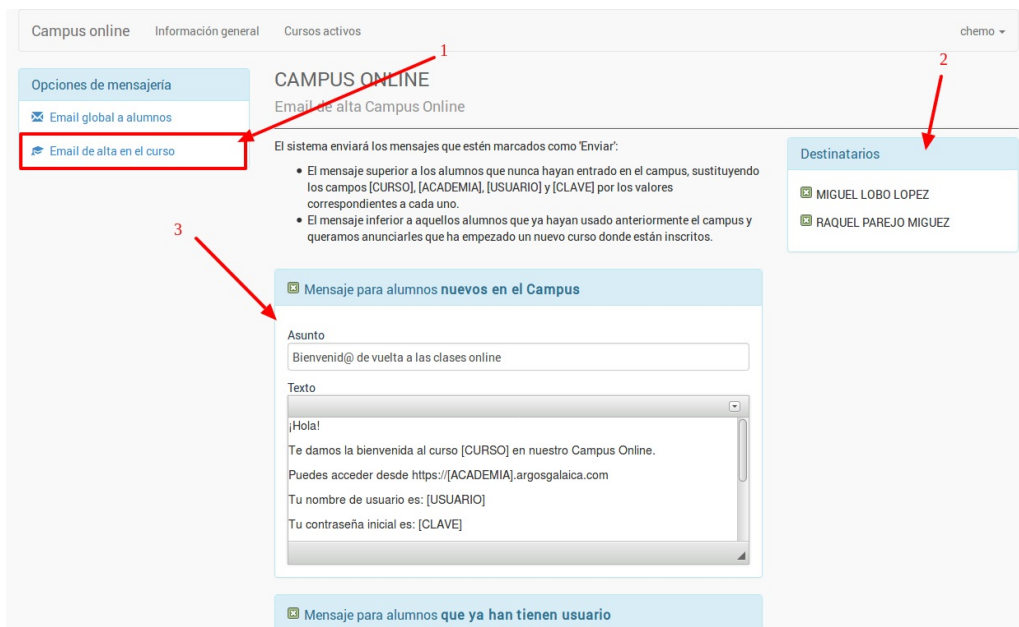 Campus online Información general Cursos activos chemo
1
2
Opciones de mensajería
Email global a alumnos
Email de alta en el curso
CAMPUS ONLINE
Email de alta Campus Online
El sistema enviará los mensajes que estén marcados como 'Enviar':
El mensaje superior a los alumnos que nunca hayan entrado en el campus, sustituyendo
los campos [CURSO], [ACADEMIA], [USUARIO] y [CLAVE] por los valores
correspondientes a cada uno.
El mensaje inferior a aquellos alumnos que ya hayan usado anteriormente el campus y
queramos anunciarles que ha empezado un nuevo curso donde están inscritos.
Destinatarios
MIGUEL LOBO LOPEZ
RAQUEL PAREJO MIGUEZ
3
Mensaje para alumnos nuevos en el Campus
Asunto
Bienvenid@ de vuelta a las clases online
Texto
¡Hola!
Te damos la bienvenida al curso [CURSO] en nuestro Campus Online.
Puedes acceder desde https://[ACADEMIA].argosgalaica.com
Tu nombre de usuario es: [USUARIO]
Tu contraseña inicial es: [CLAVE]
Mensaje para alumnos que ya han tienen usuario